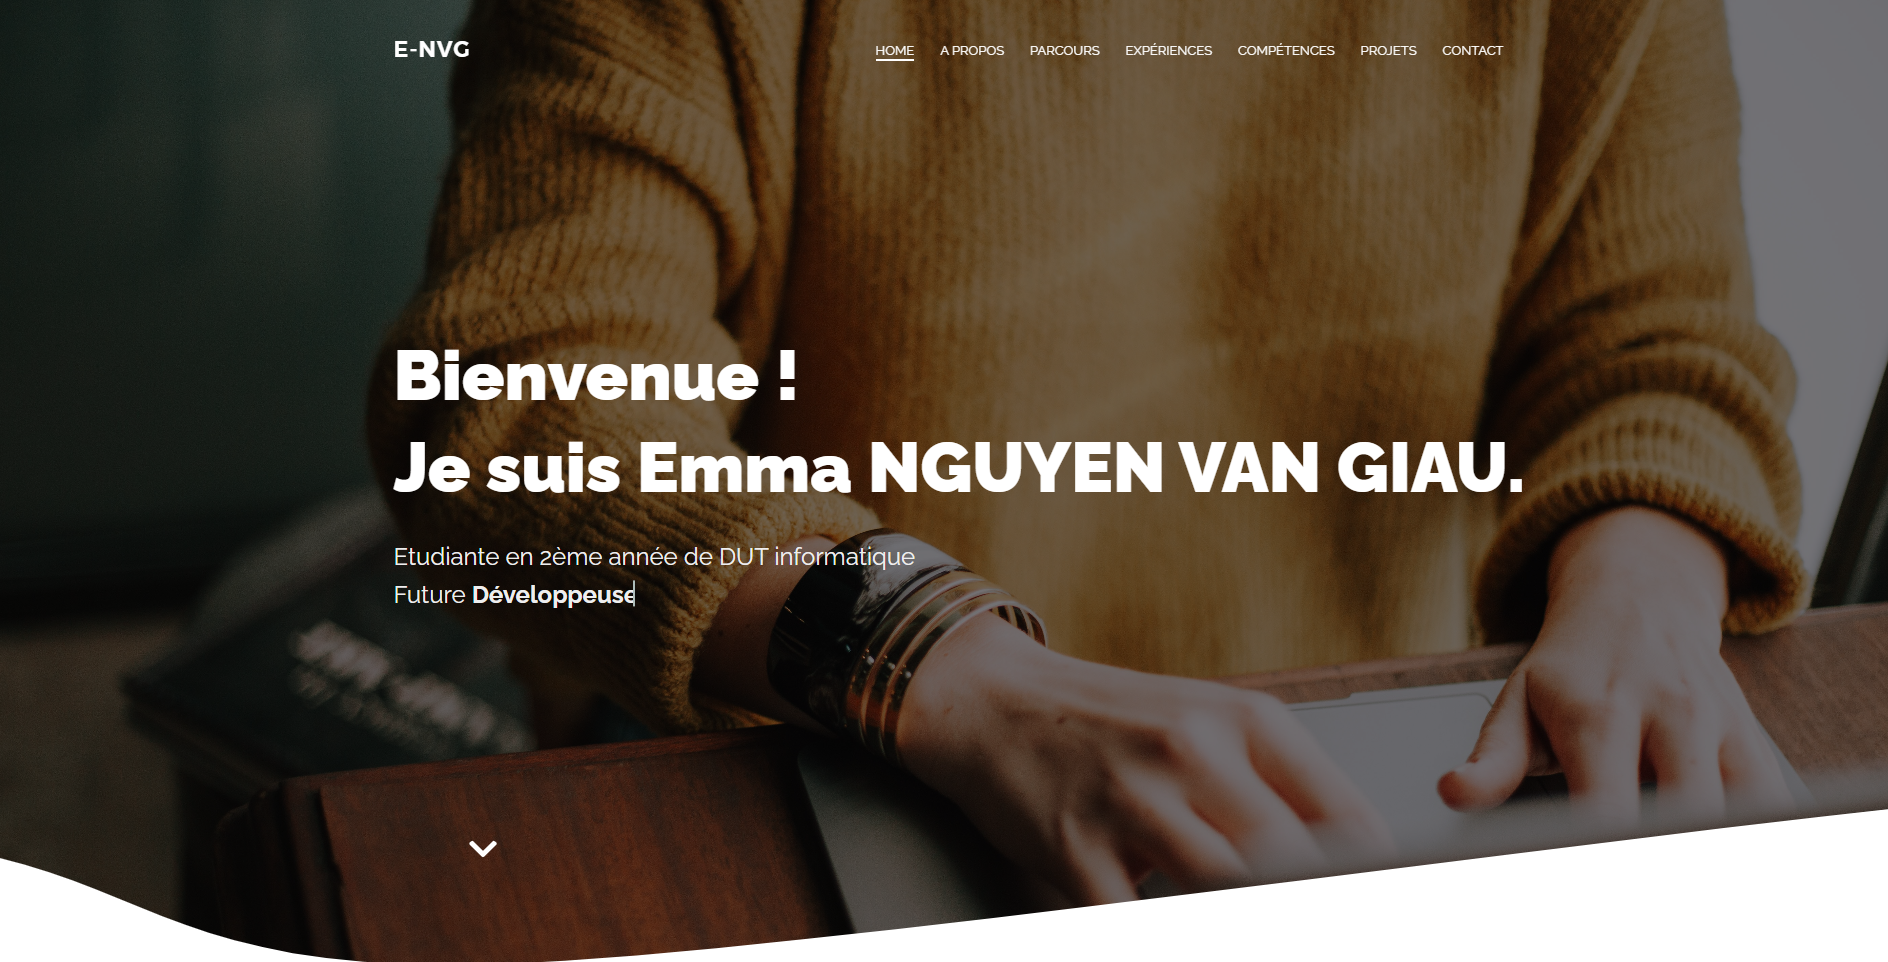 E-NVG
HOME A PROPOS PARCOURS EXPÉRIENCES COMPÉTENCES PROJETS CONTACT
Bienvenue !
Je suis Emma NGUYEN VAN GIAU.
Etudiante en 2ème année de DUT informatique
Future Développeuse